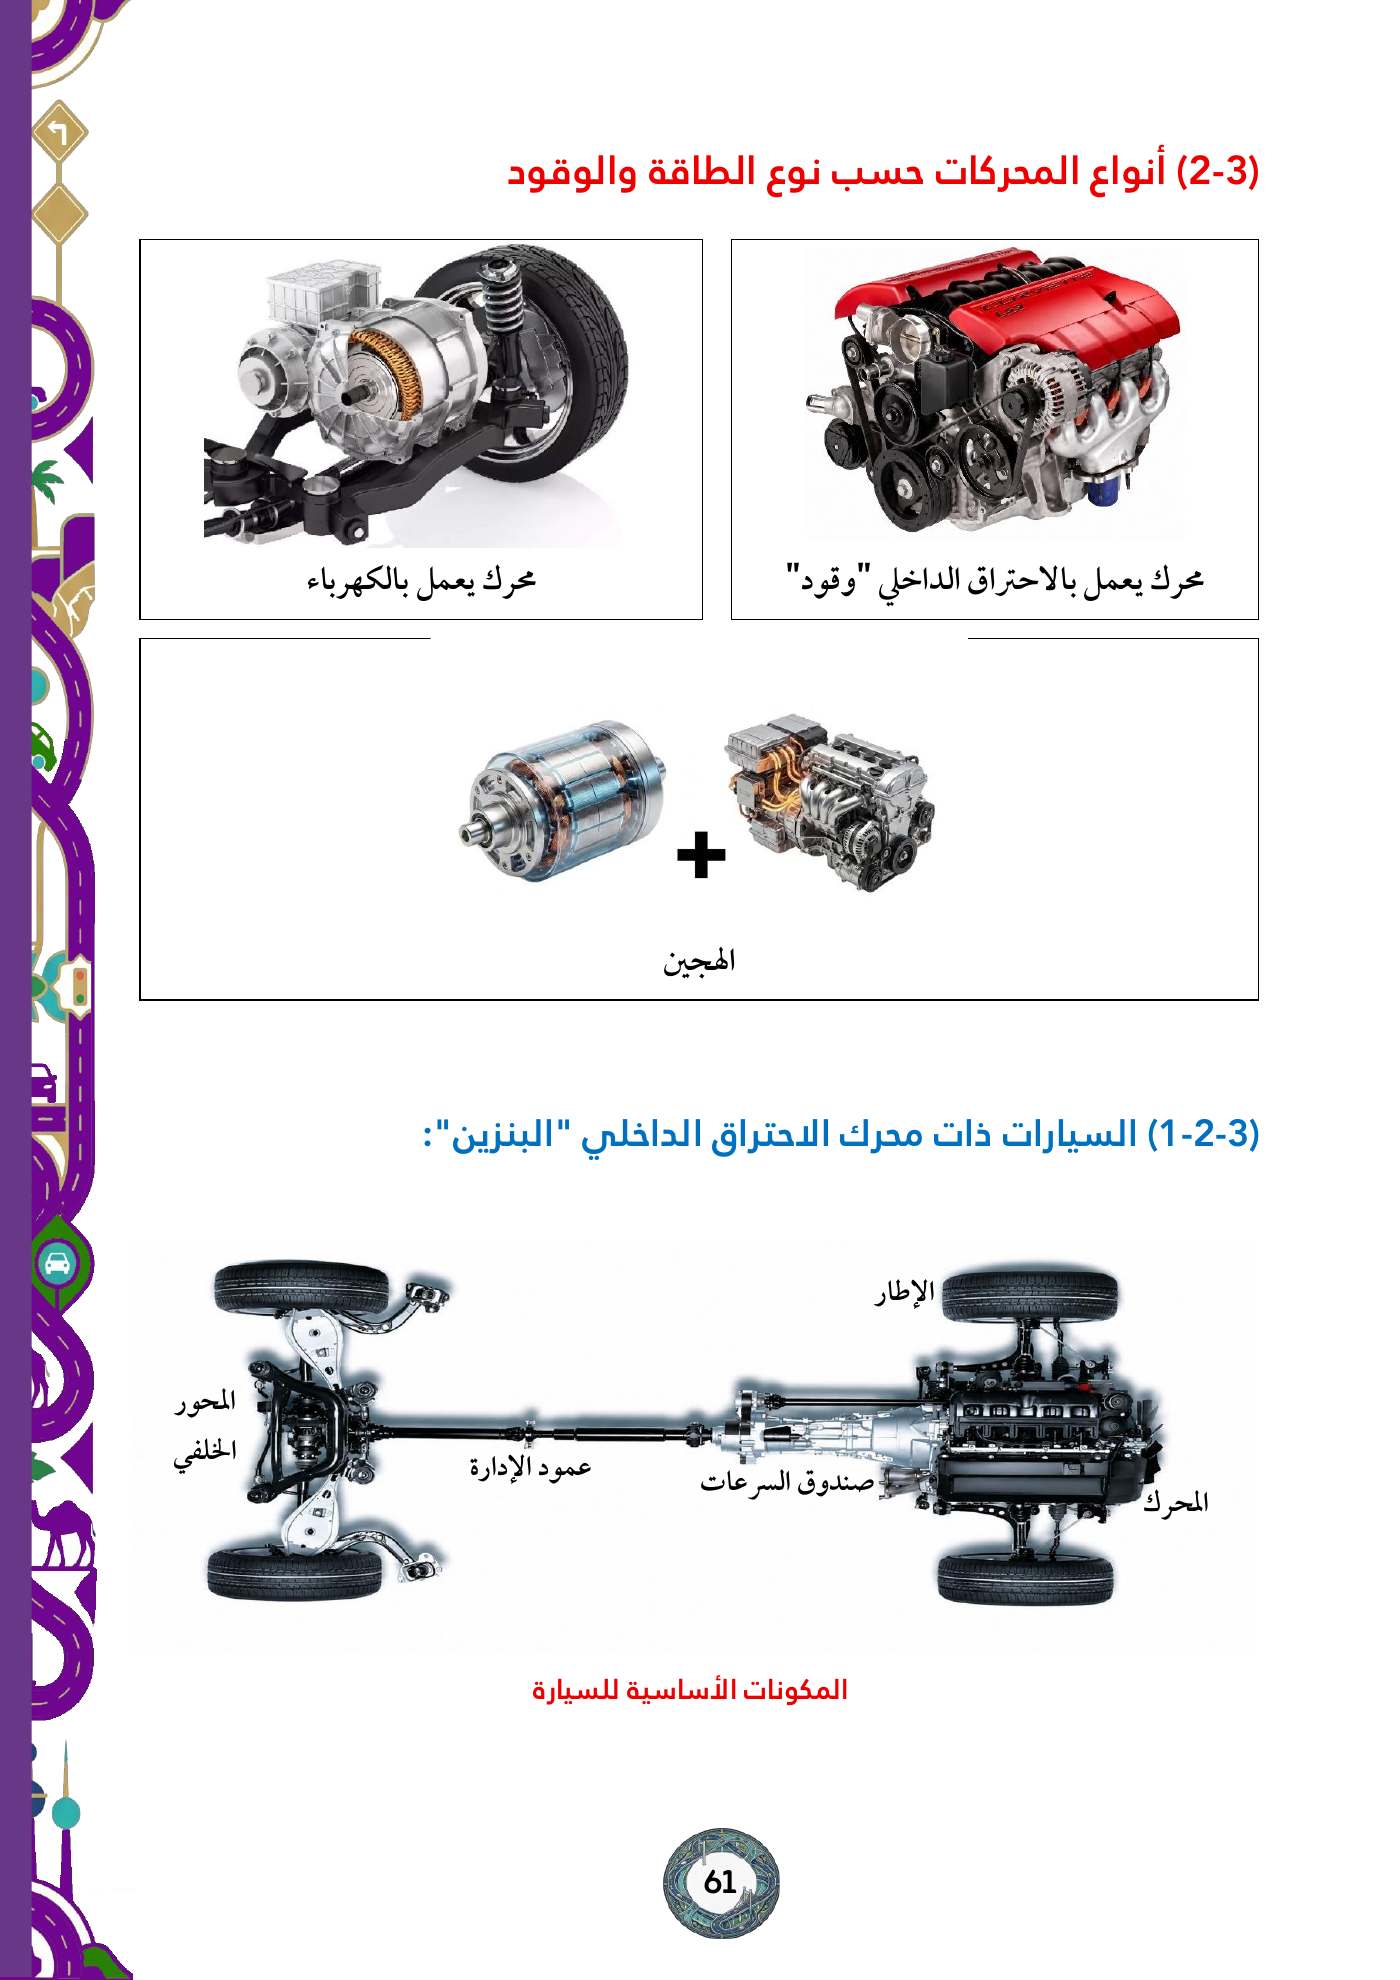 (2-3) أنواع المحركات حسب نوع الطاقة والوقود
محرك يعمل بالاحتراق الداخلي "وقود"
محرك يعمل بالكهرباء
+
الهجين
(1-2-3) السيارات ذات محرك الاحتراق الداخلي "البنزين":
الإطار
المحور
الخلفي
عمود الإدارة
صندوق السرعات
المحرك
المكونات الأساسية للسيارة
61